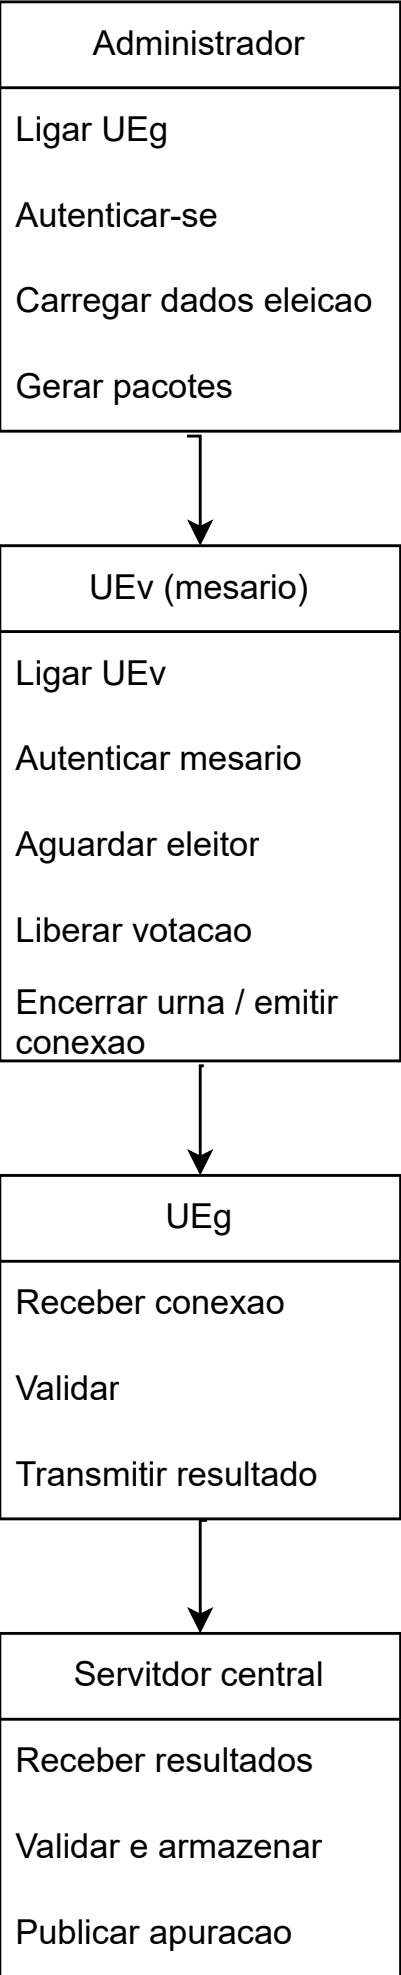 Administrador
Ligar UEg
Autenticar-se
Carregar dados eleicao
Gerar pacotes
UEv (mesario)
Ligar UEv
Autenticar mesario
Aguardar eleitor
Liberar votacao
Encerrar urna / emitir
conexao
UEg
Receber conexao
Validar
Transmitir resultado
Servitdor central
Receber resultados
Validar e armazenar
Publicar apuracao